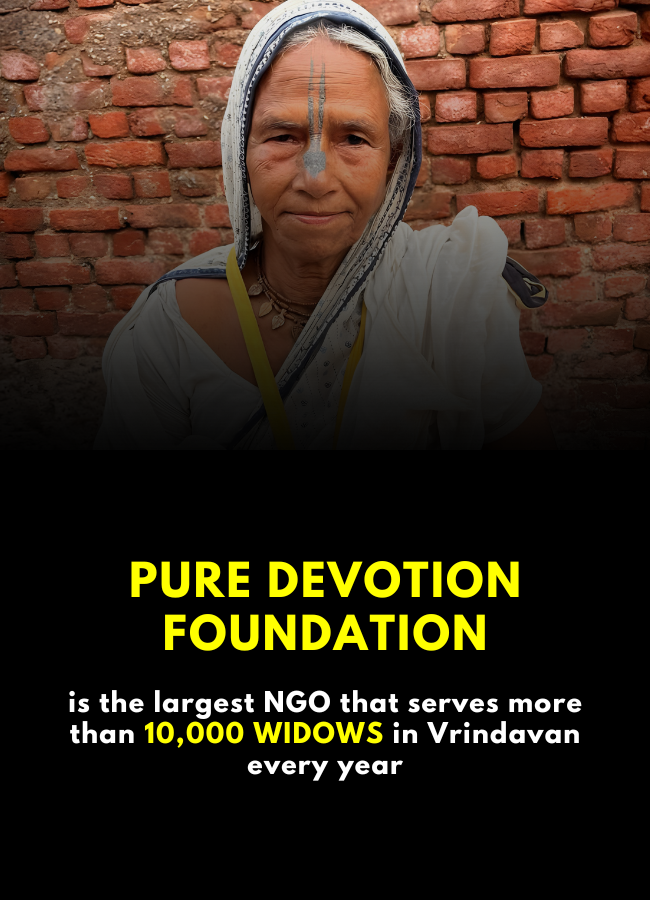 PURE DEVOTION
FOUNDATION
is the largest NGO that serves more
than 10,000 WIDOWS in Vrindavan
every year